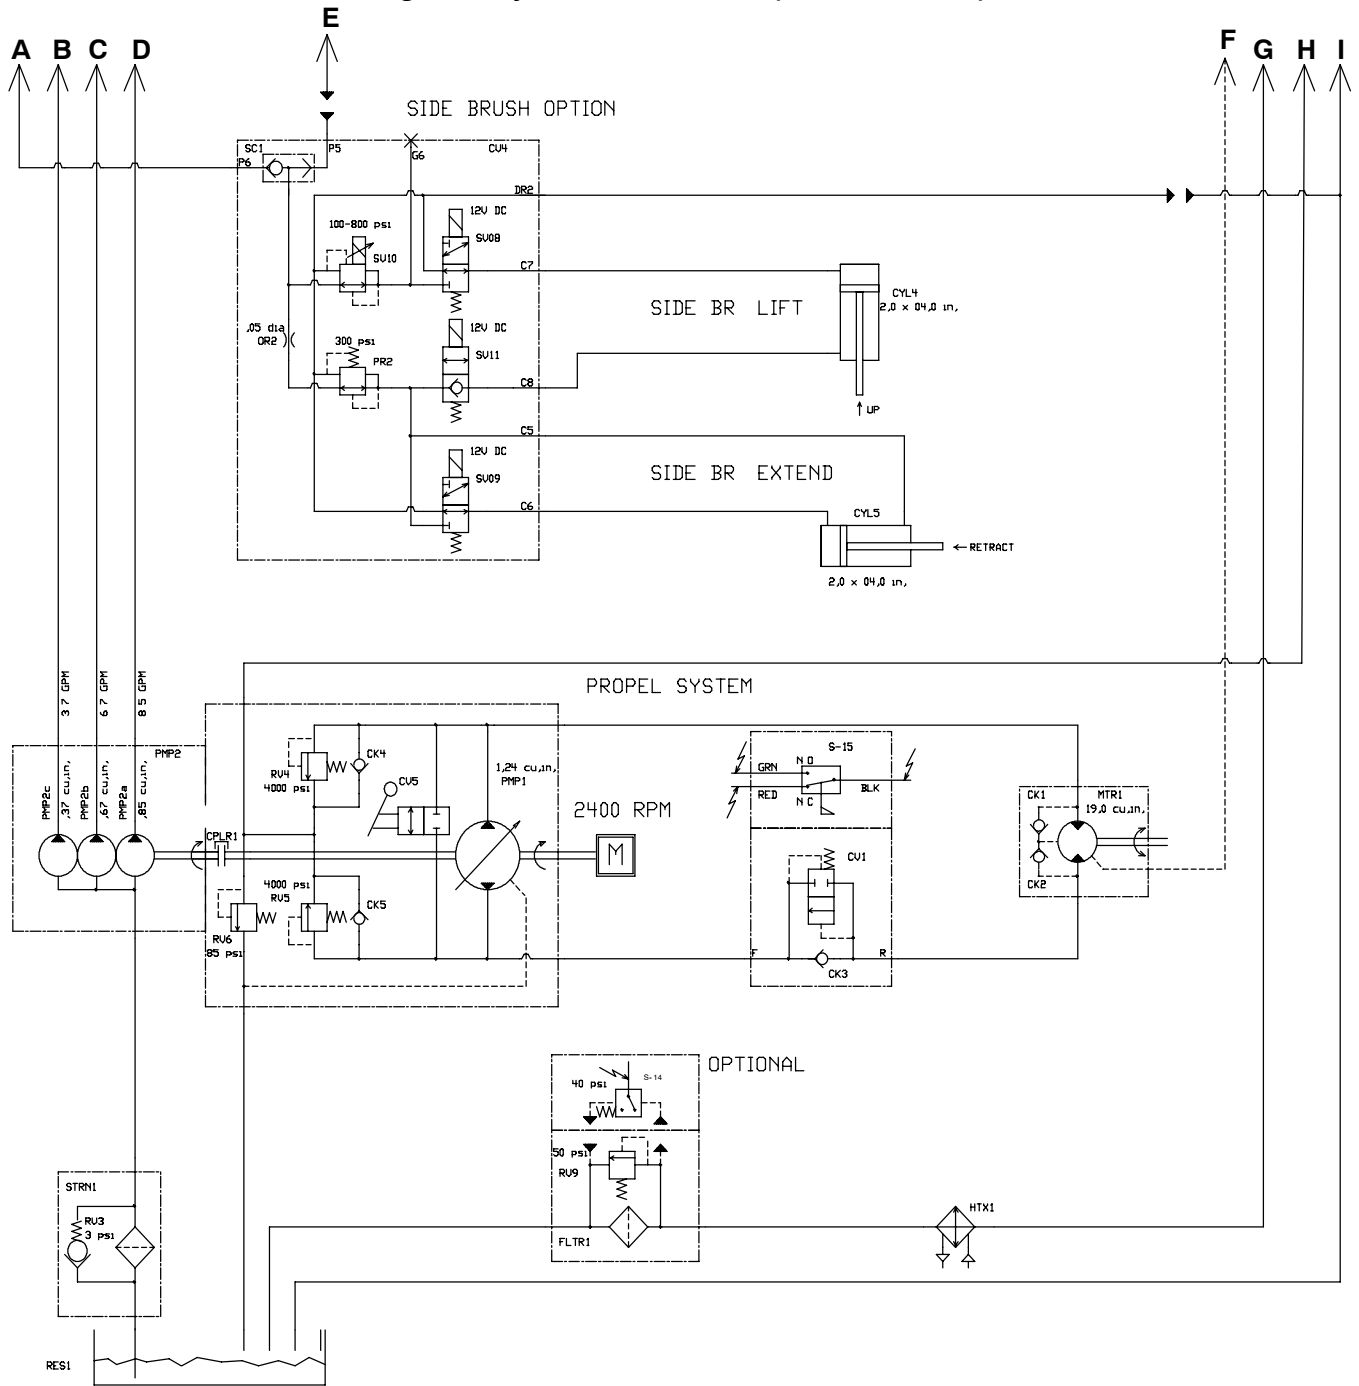 E
A B C D
F G H I
SIDE BRUSH OPTION
SC1
P5
P6
G6
CV4
DR2
12V DC
100-800 psi
SV08
SV10
C7
CYL4
2,0 x 04,0 in,
SIDE BR LIFT
,05 dia
OR2
12V DC
300 psi
SV11
PR2
C8
UP
C5
12V DC
SIDE BR EXTEND
SV09
C6
CYL5
RETRACT
2,0 x 04,0 in,
3 7 GPM
6 7 GPM
8 5 GPM
PROPEL SYSTEM
PMP2
PMP2c
,37 cu,in,
PMP2b
,67 cu,in,
PMP2a
,85 cu,in,
CK4
RV4
4000 psi
CV5
1,24 cu,in,
PMP1
2400 RPM
M
CPLR1
4000 psi
RV5
CK5
RV6
85 psi
S-15
N O
GRN
RED
N C
BLK
CV1
F
R
CK3
CK1
MTR1
19,0 cu,in,
CK2
OPTIONAL
40 psi
S-14
50 psi
RV9
FLTR1
HTX1
STRN1
RV3
3 psi
RES1